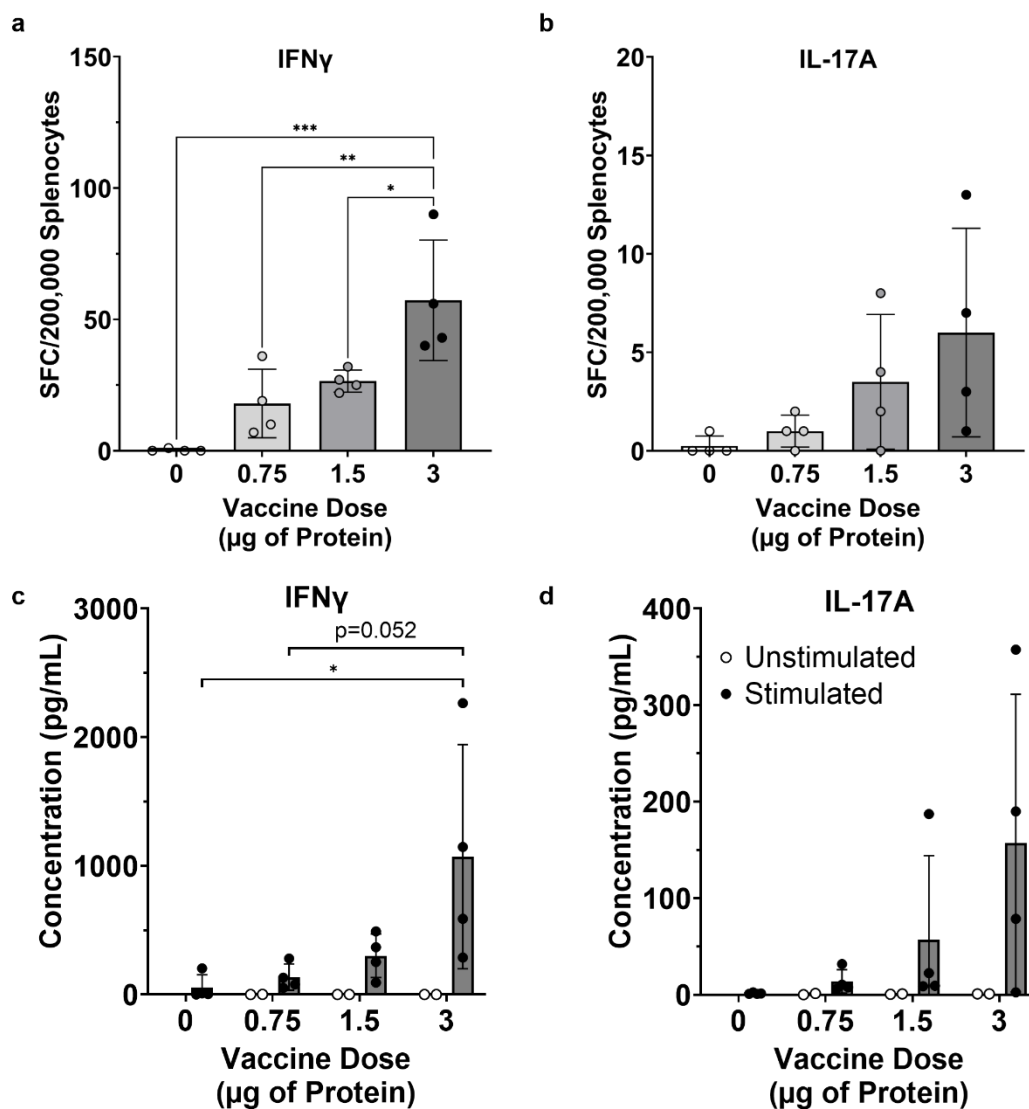 a
IFNγ
150
100
50
0
SFC/200,000 Splenocytes
***
**
*
0 0.75 1.5 3
Vaccine Dose
(µg of Protein)
b
IL-17A
20
15
10
5
0
SFC/200,000 Splenocytes
0 0.75 1.5 3
Vaccine Dose
(µg of Protein)
c
IFNγ
3000
2000
1000
0
Concentration (pg/mL)
p=0.052
*
0 0.75 1.5 3
Vaccine Dose
(µg of Protein)
d
IL-17A
400
300
200
100
0
Concentration (pg/mL)
Unstimulated
Stimulated
0 0.75 1.5 3
Vaccine Dose
(µg of Protein)